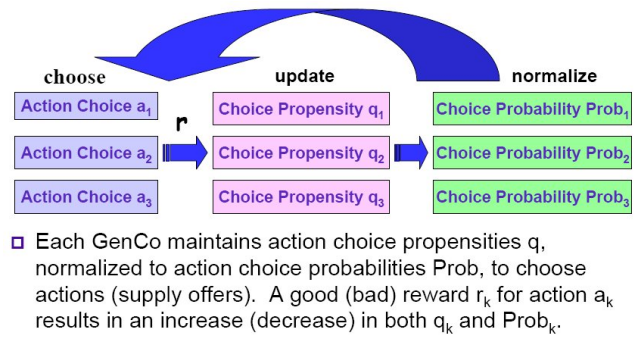 choose update normalize
Action Choice a₁ Choice Propensity q₁ Choice Probability Prob₁
r
Action Choice a₂ Choice Propensity q₂ Choice Probability Prob₂
Action Choice a₃ Choice Propensity q₃ Choice Probability Prob₃
Each GenCo maintains action choice propensities q,
normalized to action choice probabilities Prob, to choose
actions (supply offers). A good (bad) reward rₖ for action aₖ
results in an increase (decrease) in both qₖ and Probₖ.